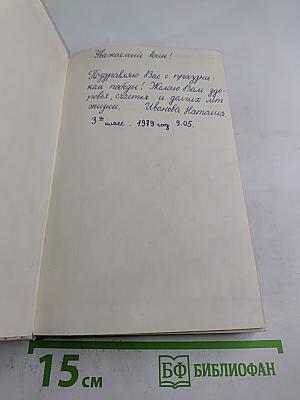 Уважаемый воин!
Поздравляю Вас с праздни-
ком победы! Желаю Вам здо-
ровья, счастья и долгих лет
жизни. Иванова Наташа.
3ий класс. 1979 год 9.05.
15 см
БФ БИБЛИОФАН